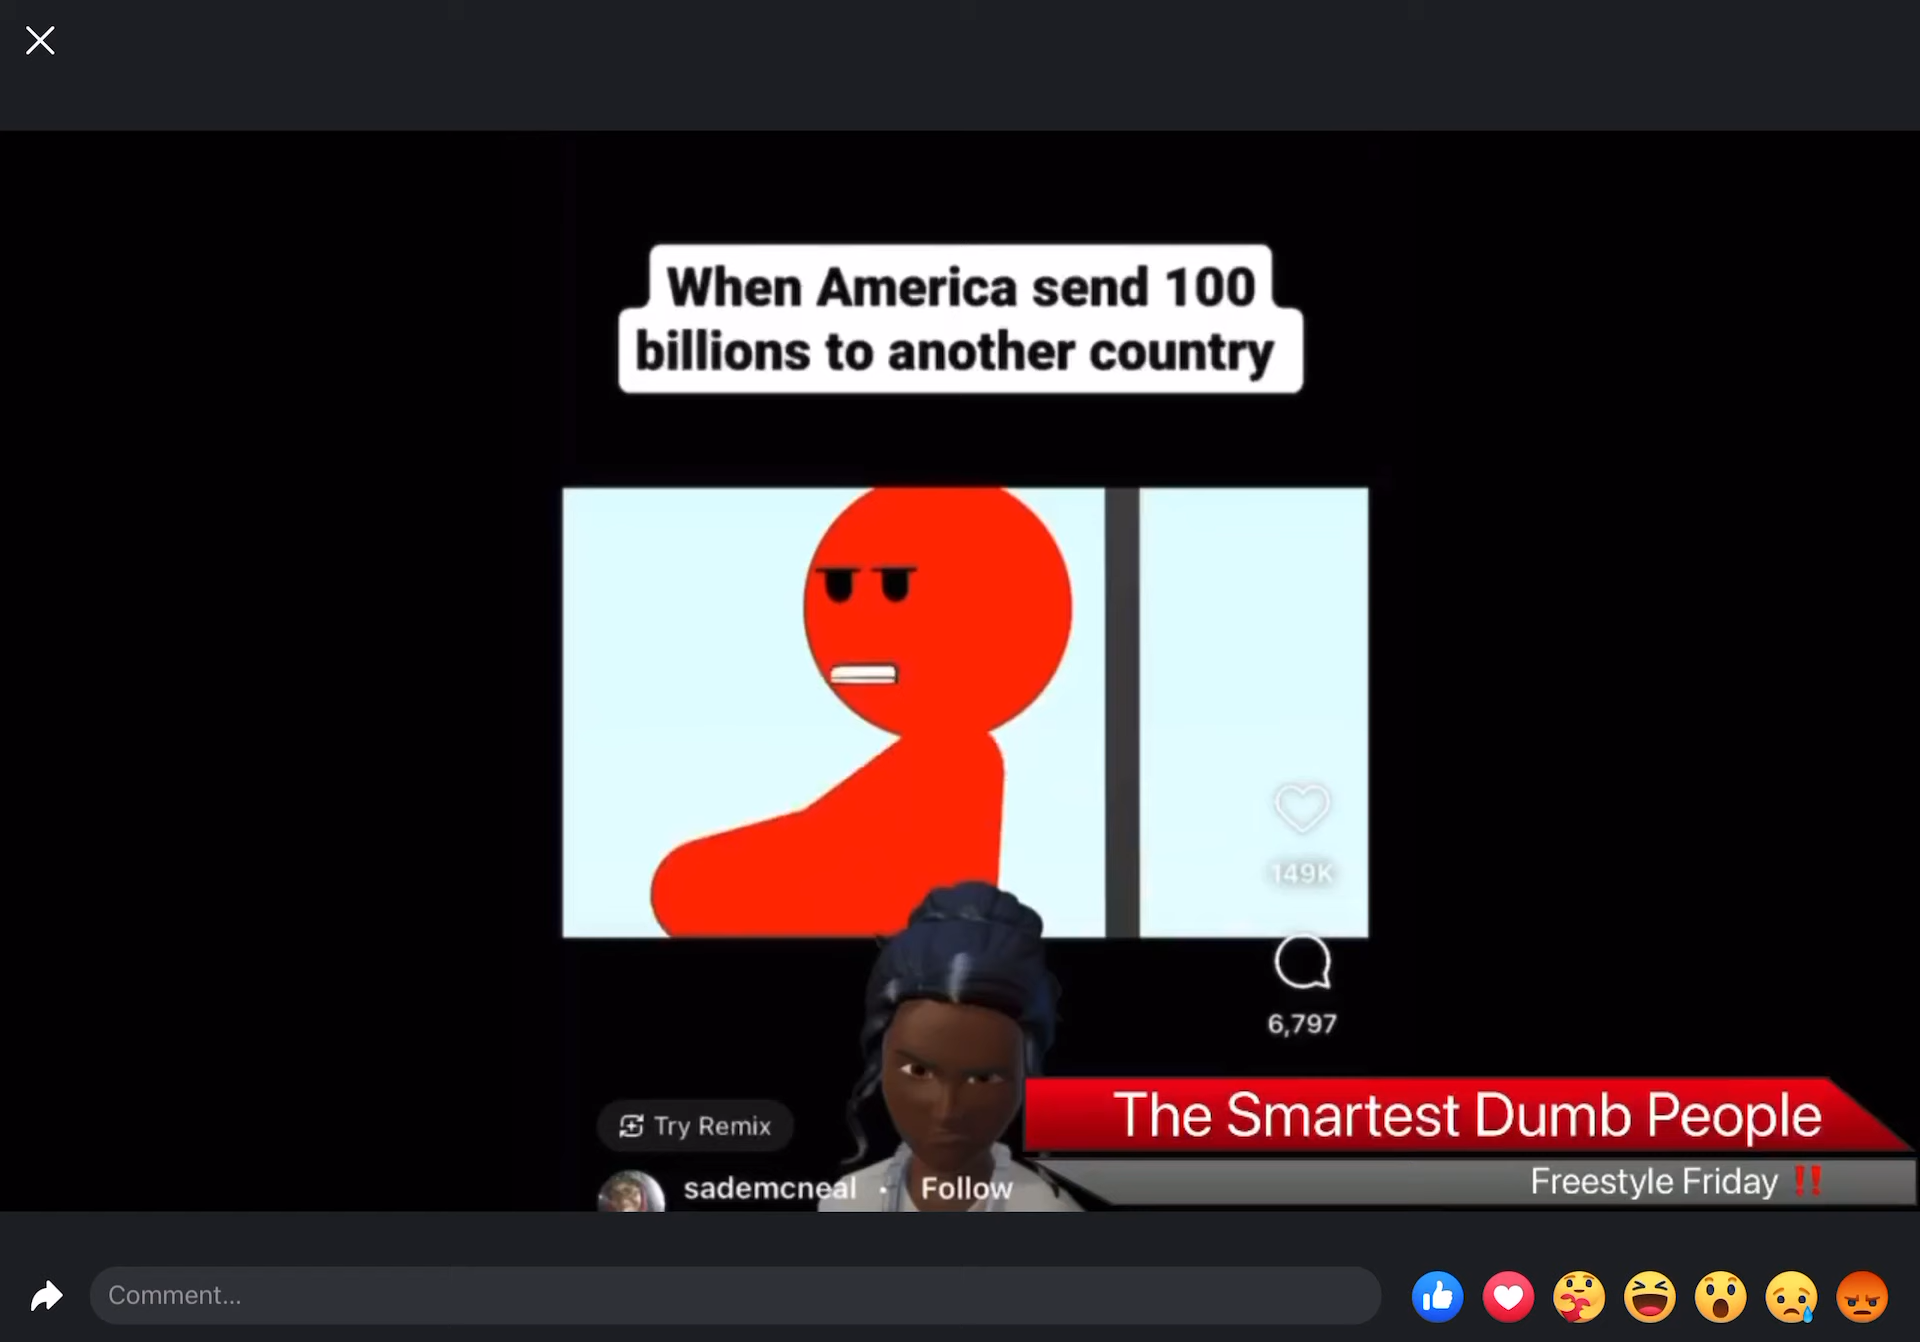 When America send 100
billions to another country
149K
6,797
Try Remix
sademcneal · Follow
The Smartest Dumb People
Freestyle Friday ‼️
Comment...